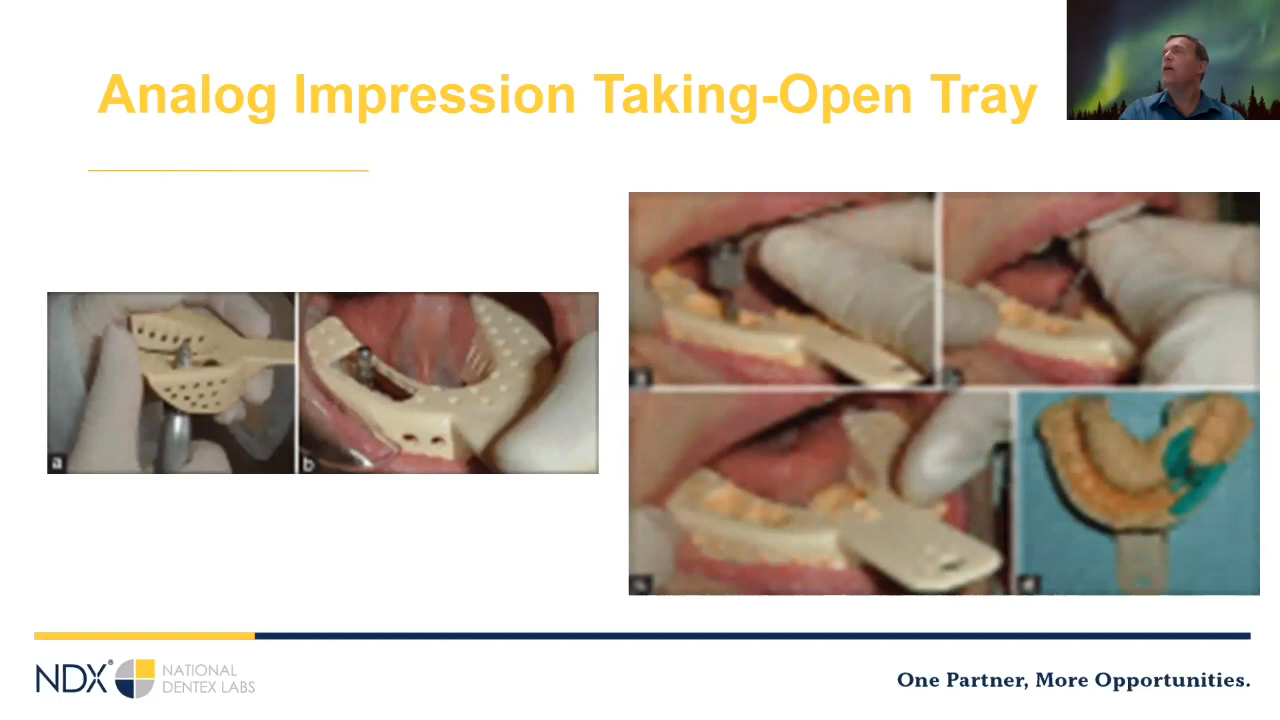 Analog Impression Taking-Open Tray
a
b
d
NDX®
NATIONAL
DENTEX LABS
One Partner, More Opportunities.